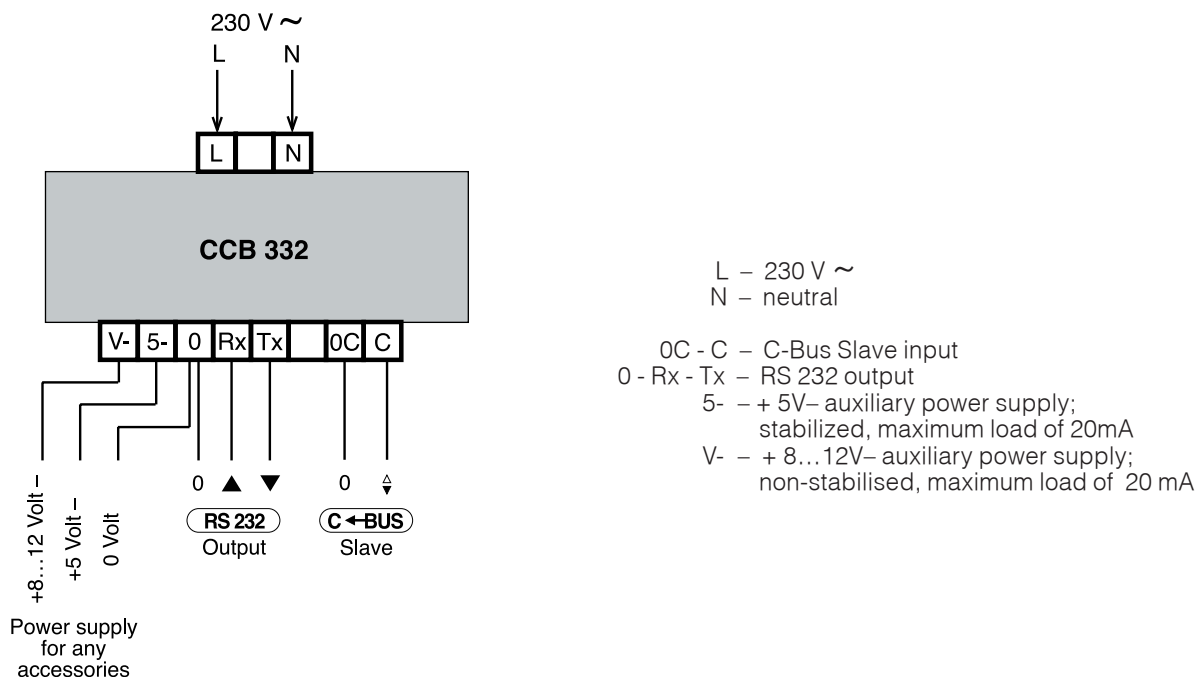 230 V ~
L N
L N
CCB 332
V- 5- 0 Rx Tx 0C C
0 ▲ ▼ 0
RS 232 C BUS
Output Slave
+8...12 Volt –
+5 Volt –
0 Volt
Power supply
for any
accessories
L – 230 V ~
N – neutral
0C - C – C-Bus Slave input
0 - Rx - Tx – RS 232 output
5- – + 5V– auxiliary power supply;
stabilized, maximum load of 20mA
V- – + 8...12V– auxiliary power supply;
non-stabilised, maximum load of 20 mA